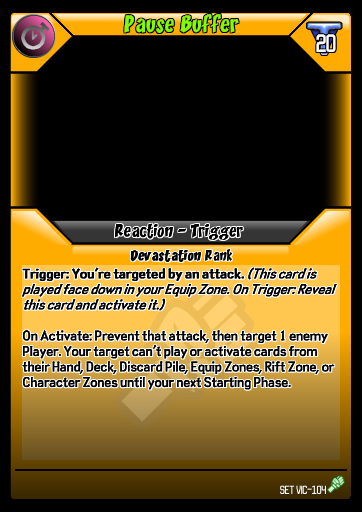 Pause Buffer
20
Reaction - Trigger
Devastation Rank
Trigger: You're targeted by an attack. (This card is
played face down in your Equip Zone. On Trigger: Reveal
this card and activate it.)
On Activate: Prevent that attack, then target 1 enemy
Player. Your target can't play or activate cards from
their Hand, Deck, Discard Pile, Equip Zones, Rift Zone, or
Character Zones until your next Starting Phase.
SET VIC-104